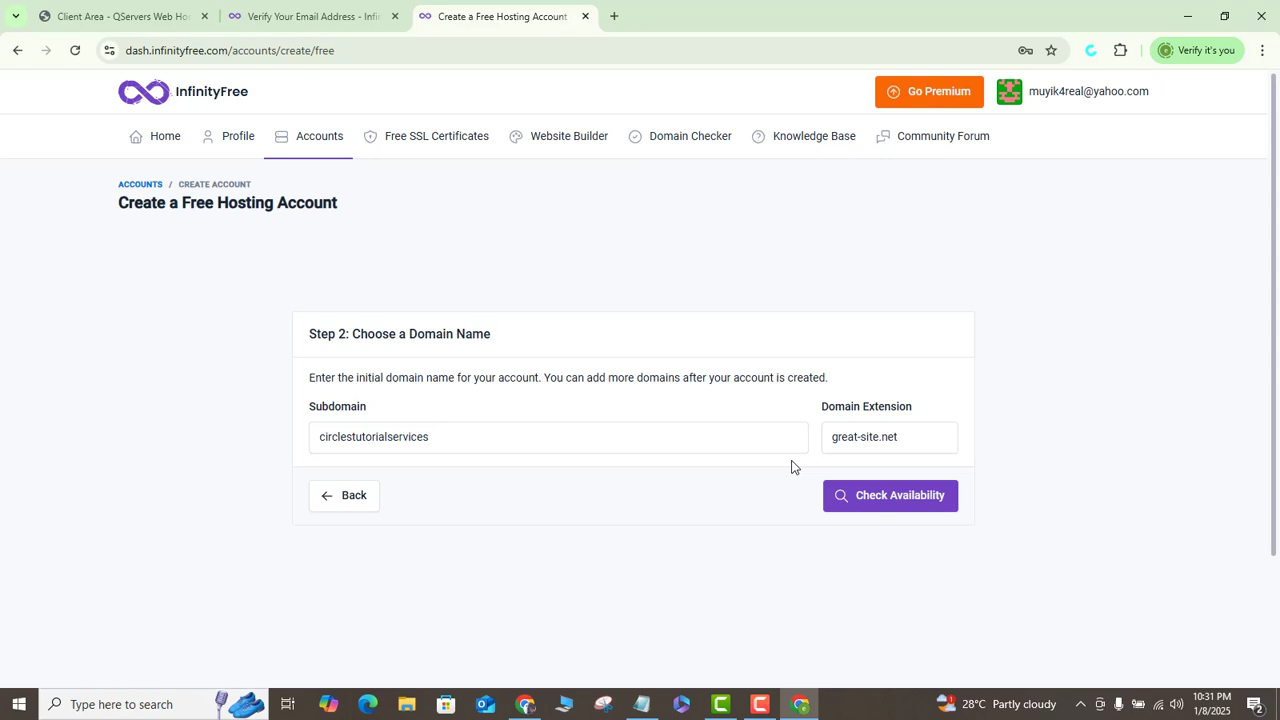 Client Area - QServers Web Hos
Verify Your Email Address - Infin
Create a Free Hosting Account
dash.infinityfree.com/accounts/create/free
Verify it's you
InfinityFree
Go Premium
muyik4real@yahoo.com
Home
Profile
Accounts
Free SSL Certificates
Website Builder
Domain Checker
Knowledge Base
Community Forum
ACCOUNTS / CREATE ACCOUNT
Create a Free Hosting Account
Step 2: Choose a Domain Name
Enter the initial domain name for your account. You can add more domains after your account is created.
Subdomain
Domain Extension
circlestutorialservices
great-site.net
Back
Check Availability
Type here to search
28°C Partly cloudy
10:31 PM
1/8/2025
2